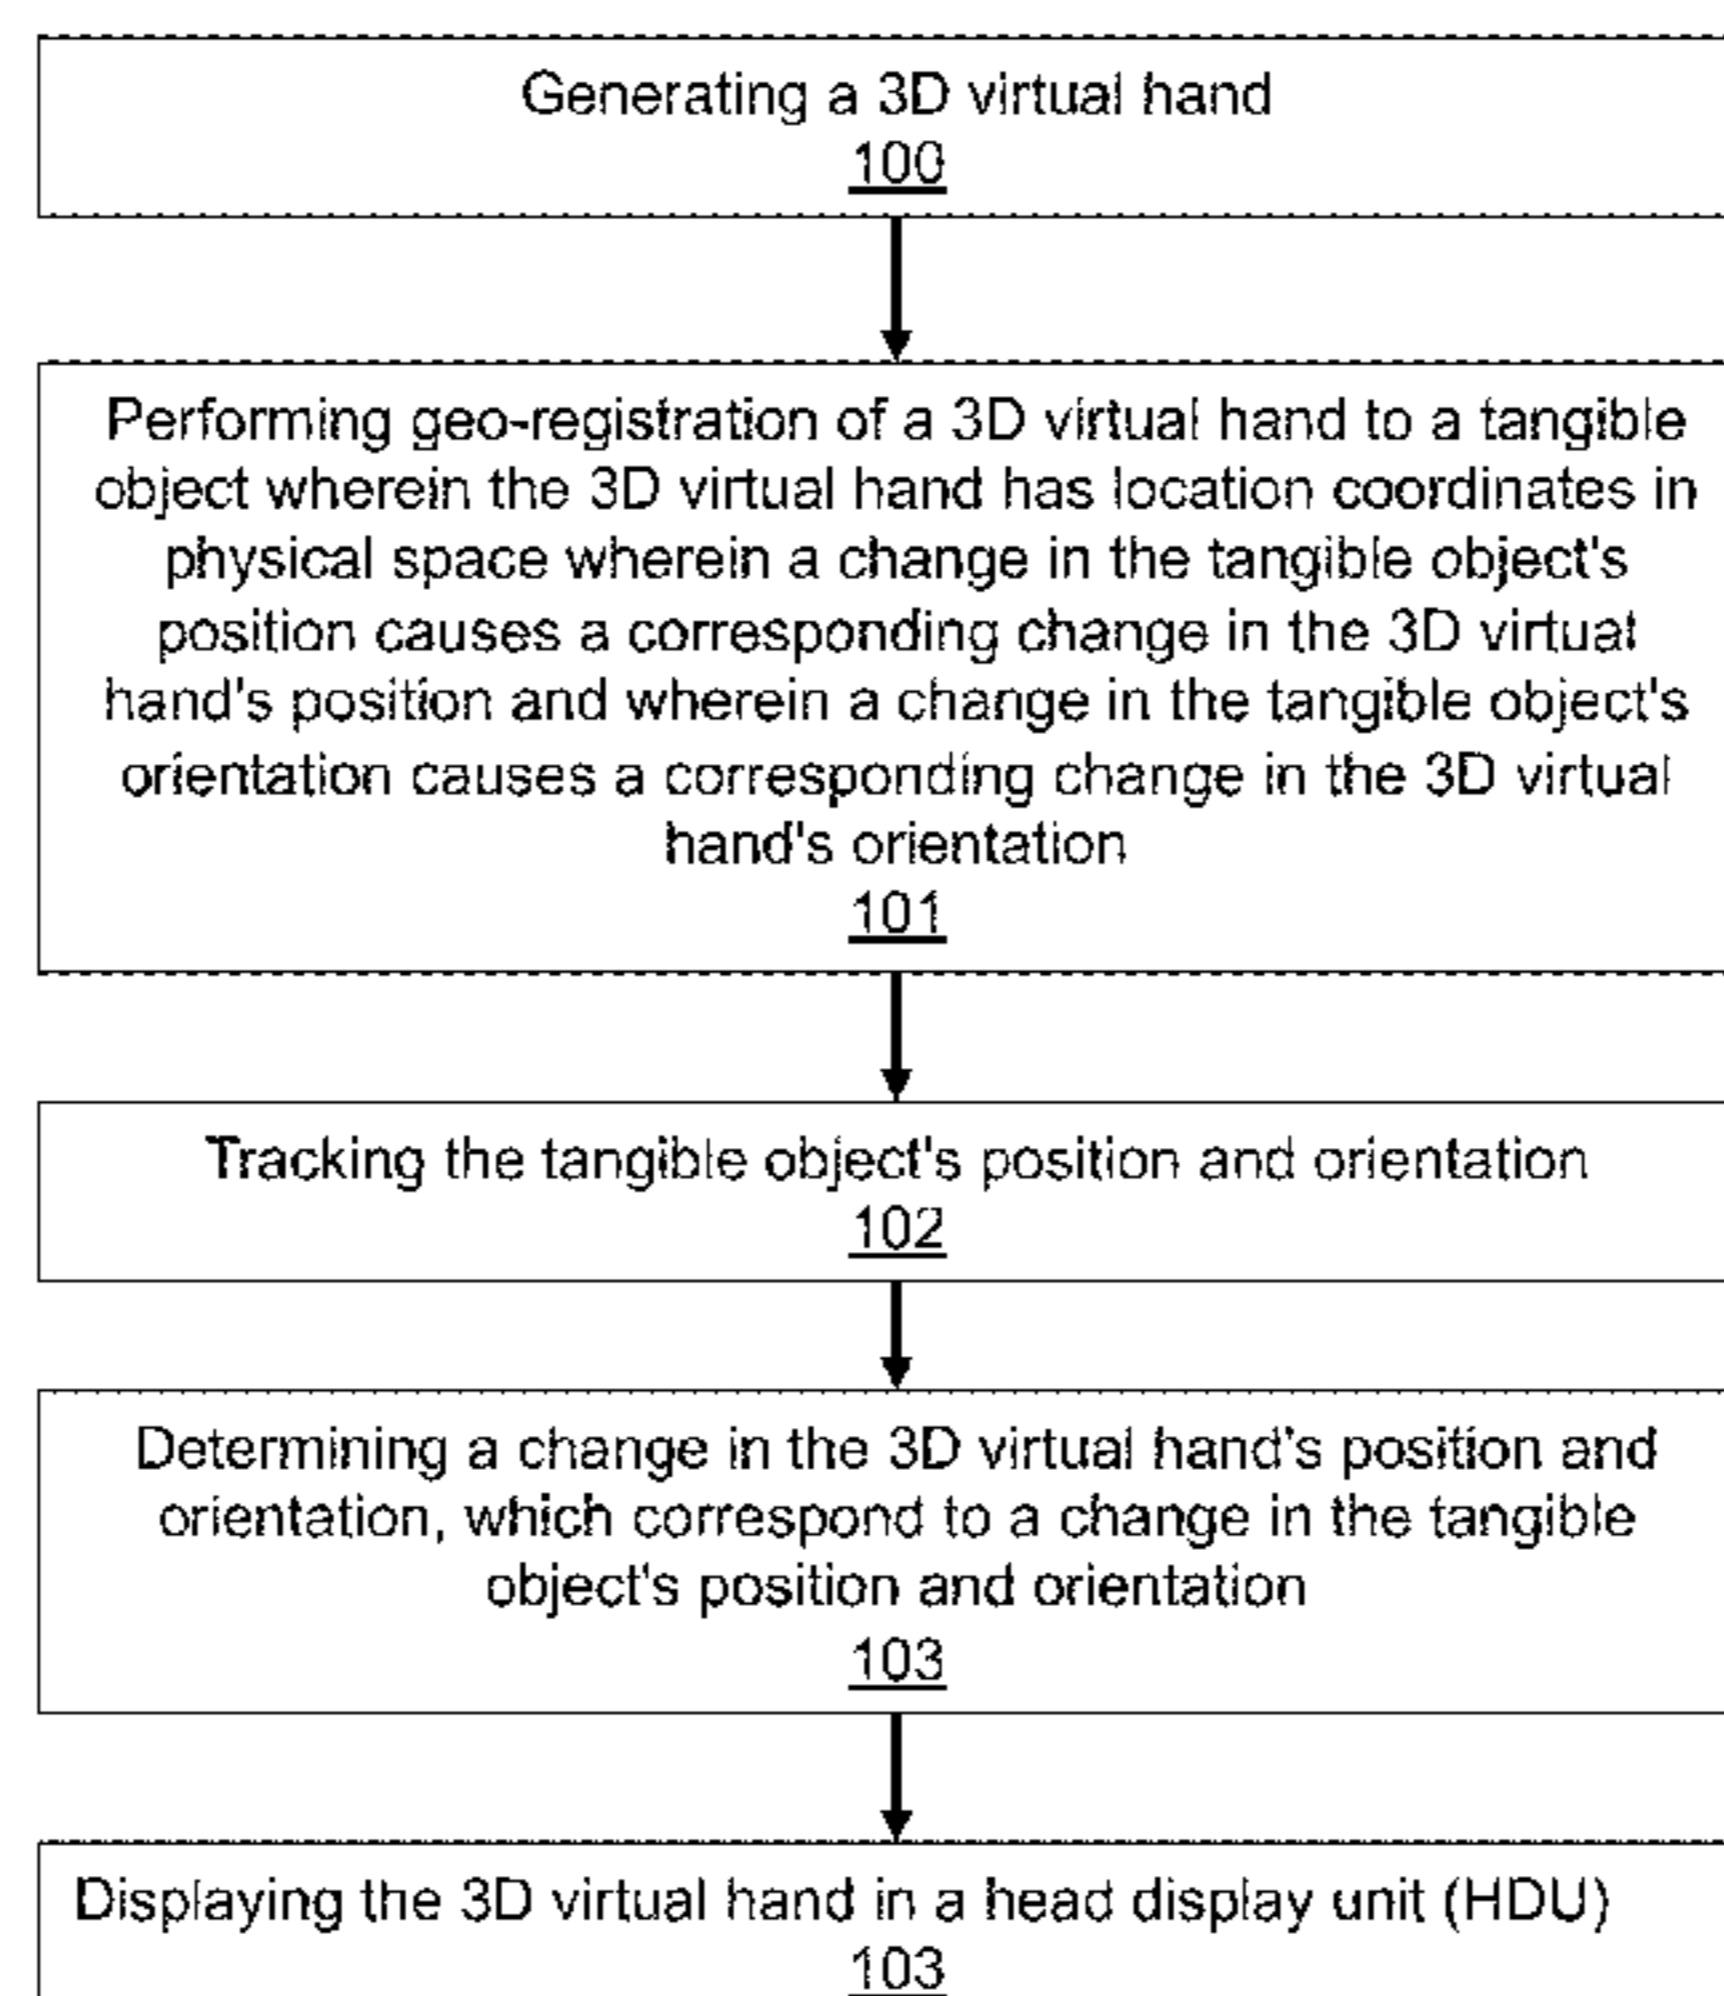 Generating a 3D virtual hand
100
Performing geo-registration of a 3D virtual hand to a tangible
object wherein the 3D virtual hand has location coordinates in
physical space wherein a change in the tangible object's
position causes a corresponding change in the 3D virtual
hand's position and wherein a change in the tangible object's
orientation causes a corresponding change in the 3D virtual
hand's orientation
101
Tracking the tangible object's position and orientation
102
Determining a change in the 3D virtual hand's position and
orientation, which correspond to a change in the tangible
object's position and orientation
103
Displaying the 3D virtual hand in a head display unit (HDU)
103